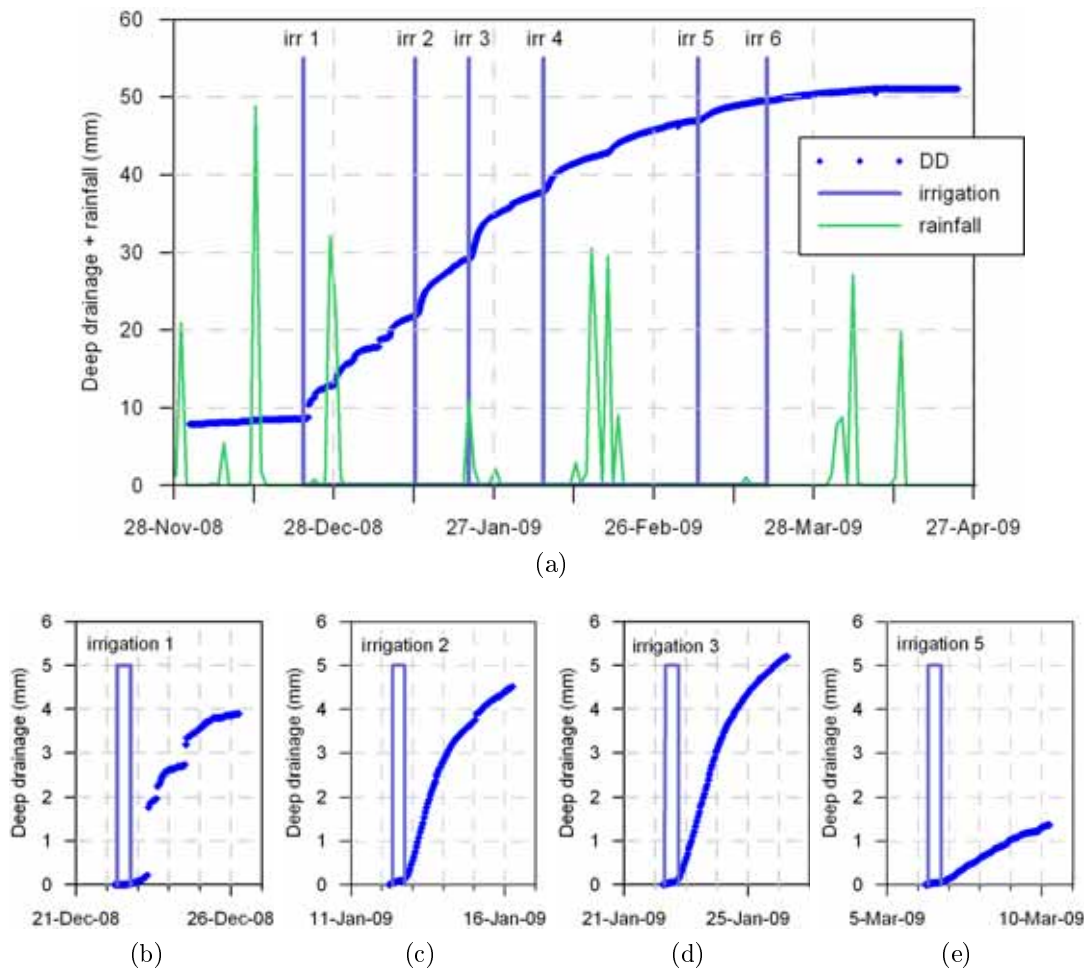 60
50
40
30
20
10
0
Deep drainage + rainfall (mm)
irr 1
irr 2
irr 3
irr 4
irr 5
irr 6
DD
irrigation
rainfall
28-Nov-08
28-Dec-08
27-Jan-09
26-Feb-09
28-Mar-09
27-Apr-09
(a)
6
5
4
3
2
1
0
Deep drainage (mm)
irrigation 1
21-Dec-08
26-Dec-08
(b)
6
5
4
3
2
1
0
Deep drainage (mm)
irrigation 2
11-Jan-09
16-Jan-09
(c)
6
5
4
3
2
1
0
Deep drainage (mm)
irrigation 3
21-Jan-09
25-Jan-09
(d)
6
5
4
3
2
1
0
Deep drainage (mm)
irrigation 5
5-Mar-09
10-Mar-09
(e)